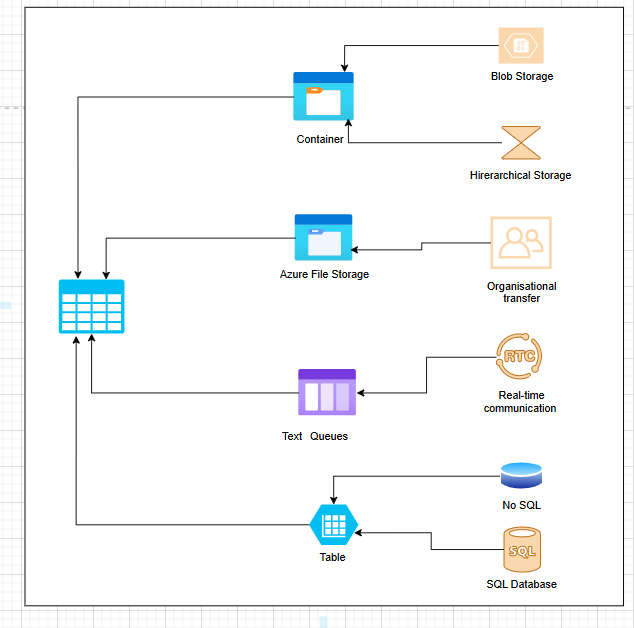 Blob Storage
Container
Hirerarchical Storage
Azure File Storage
Organisational
transfer
RTC
Real-time
communication
Text Queues
No SQL
SQL
Table
SQL Database